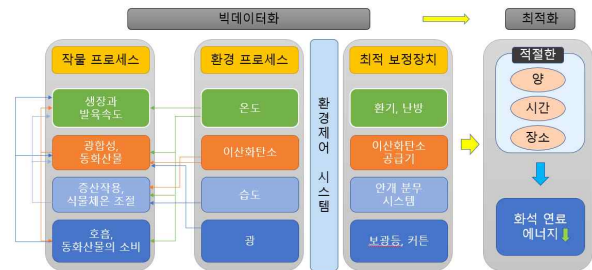 빅데이터화
최적화
작물 프로세스
생장과
발육속도
광합성,
동화산물
증산작용,
식물체온 조절
호흡,
동화산물의 소비
환경 프로세스
온도
이산화탄소
습도
광
환경제어 시스템
최적 보정장치
환기, 난방
이산화탄소
공급기
안개 분무
시스템
보광등, 커튼
적절한
양
시간
장소
화석 연료
에너지